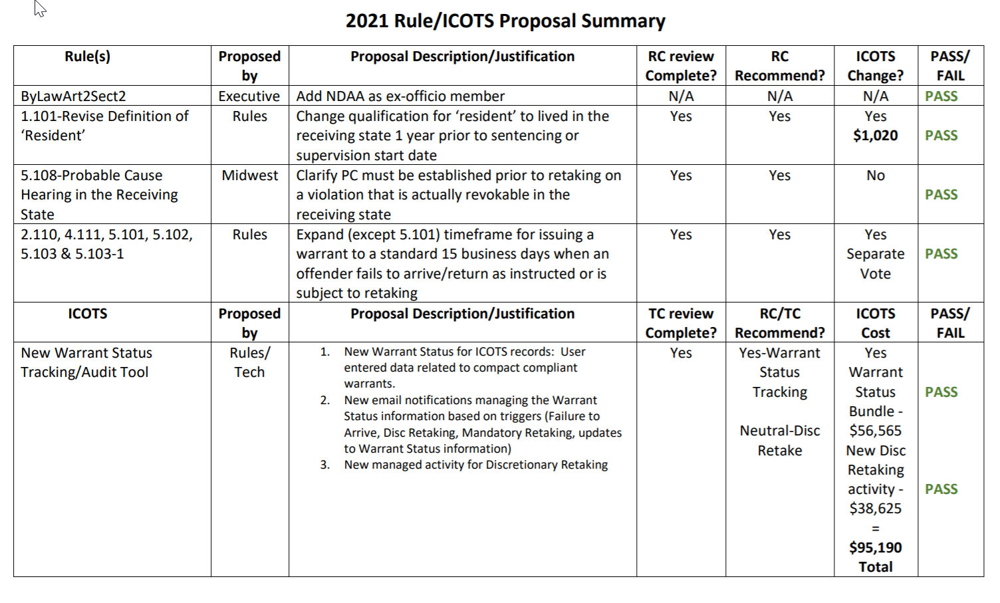 2021 Rule/ICOTS Proposal Summary
Rule(s)
Proposed
by
Proposal Description/Justification
RC review
Complete?
RC
Recommend?
ICOTS
Change?
PASS/
FAIL
ByLawArt2Sect2
Executive
Add NDAA as ex-officio member
N/A
N/A
N/A
PASS
1.101-Revise Definition of
‘Resident’
Rules
Change qualification for ‘resident’ to lived in the
receiving state 1 year prior to sentencing or
supervision start date
Yes
Yes
Yes
$1,020
PASS
5.108-Probable Cause
Hearing in the Receiving
State
Midwest
Clarify PC must be established prior to retaking on
a violation that is actually revokable in the
receiving state
Yes
Yes
No
PASS
2.110, 4.111, 5.101, 5.102,
5.103 & 5.103-1
Rules
Expand (except 5.101) timeframe for issuing a
warrant to a standard 15 business days when an
offender fails to arrive/return as instructed or is
subject to retaking
Yes
Yes
Yes
Separate
Vote
PASS
ICOTS
Proposed
by
Proposal Description/Justification
TC review
Complete?
RC/TC
Recommend?
ICOTS
Cost
PASS/
FAIL
New Warrant Status
Tracking/Audit Tool
Rules/
Tech
1. New Warrant Status for ICOTS records: User
entered data related to compact compliant
warrants.
2. New email notifications managing the Warrant
Status information based on triggers (Failure to
Arrive, Disc Retaking, Mandatory Retaking, updates
to Warrant Status information)
3. New managed activity for Discretionary Retaking
Yes
Yes-Warrant
Status
Tracking
Neutral-Disc
Retake
Yes
Warrant
Status
Bundle -
$56,565
New Disc
Retaking
activity -
$38,625
=
$95,190
Total
PASS
PASS